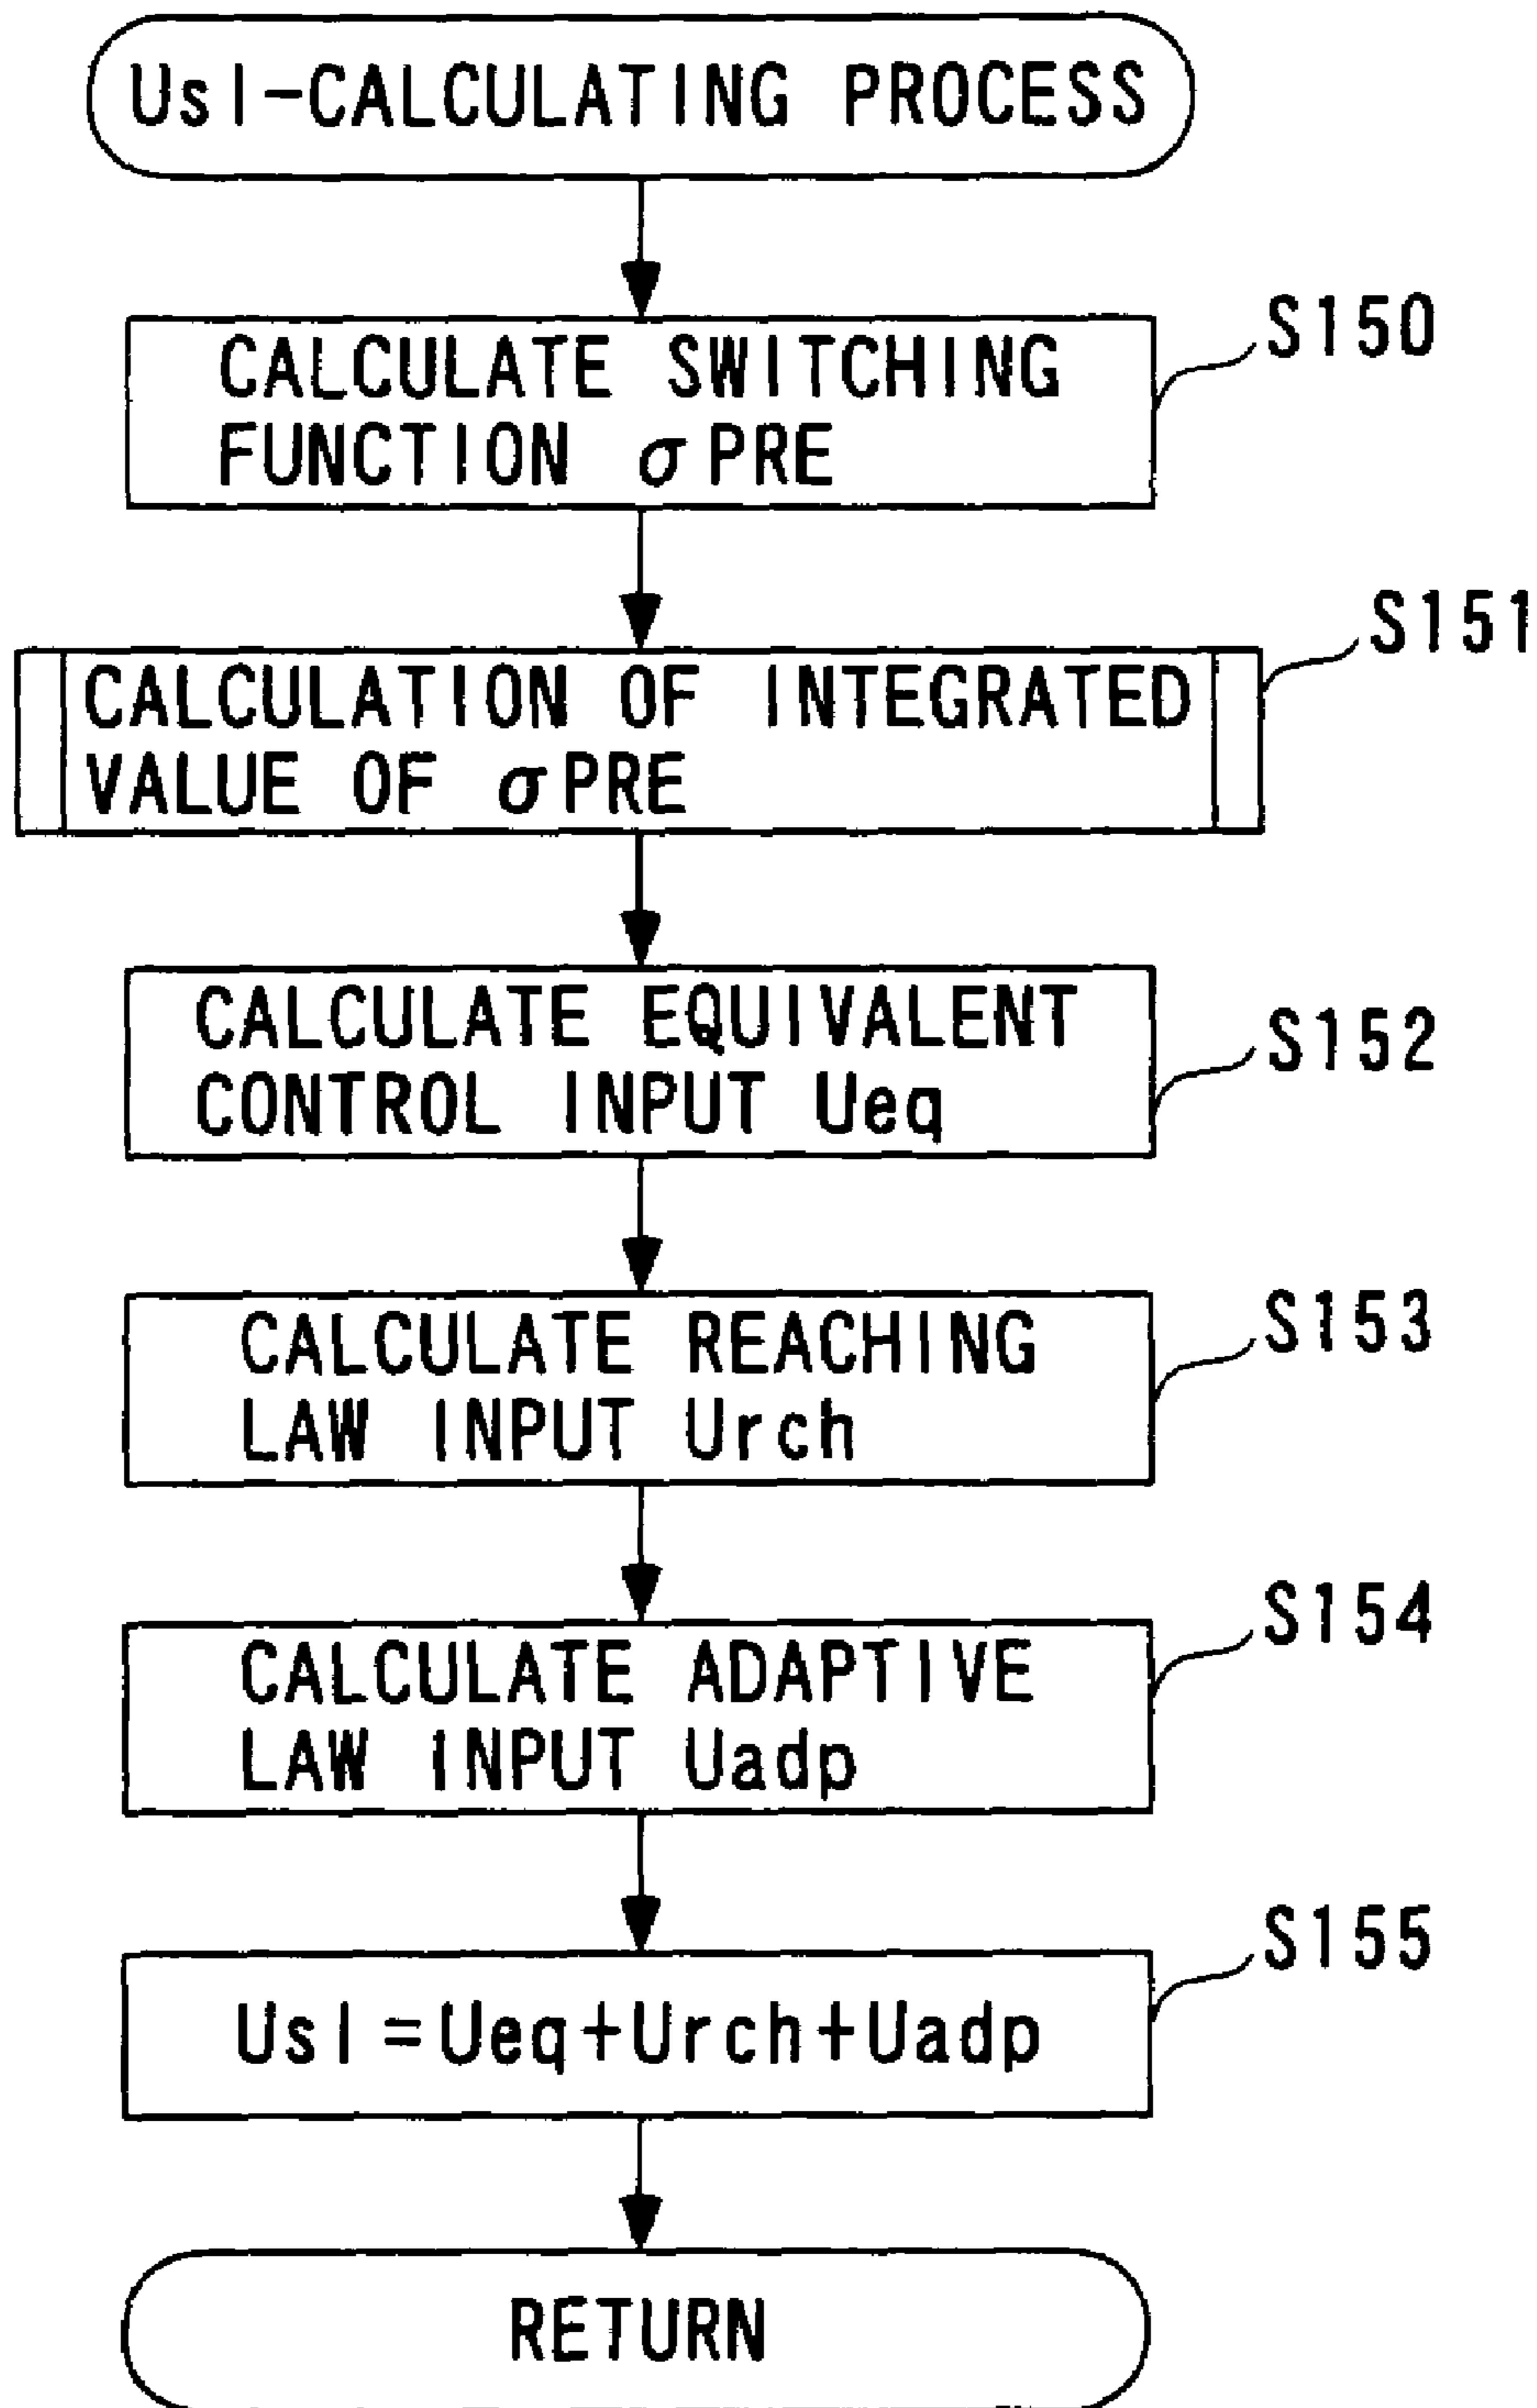 Usl-CALCULATING PROCESS
S150
CALCULATE SWITCHING
FUNCTION σPRE
S151
CALCULATION OF INTEGRATED
VALUE OF σPRE
S152
CALCULATE EQUIVALENT
CONTROL INPUT Ueq
S153
CALCULATE REACHING
LAW INPUT Urch
S154
CALCULATE ADAPTIVE
LAW INPUT Uadp
S155
Usl=Ueq+Urch+Uadp
RETURN